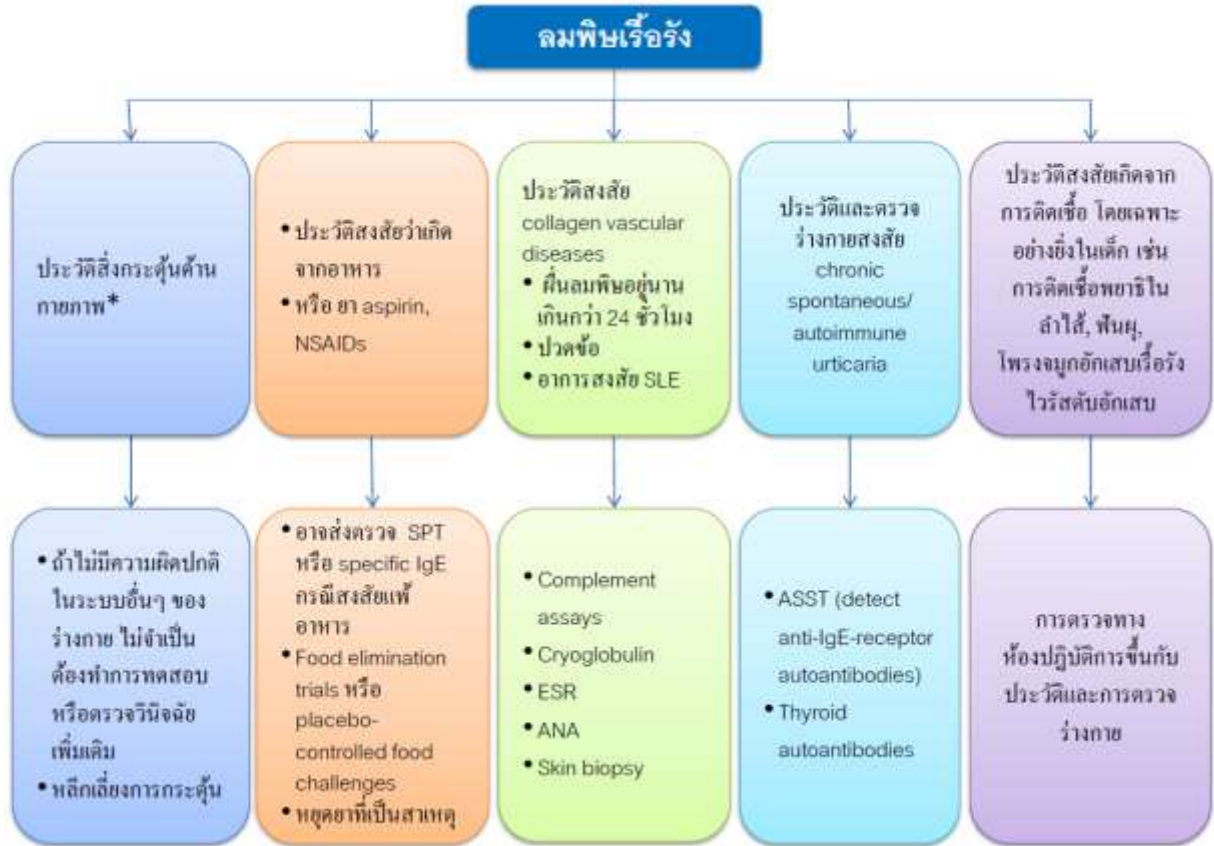 ลมพิษเรื้อรัง
ประวัติสิ่งกระตุ้นด้าน
กายภาพ*
• ประวัติสงสัยว่าเกิด
จากอาหาร
• หรือ ยา aspirin,
NSAIDs
ประวัติสงสัย
collagen vascular
diseases
• ผื่นลมพิษอยู่นาน
เกินกว่า 24 ชั่วโมง
• ปวดข้อ
• อาการสงสัย SLE
ประวัติและตรวจ
ร่างกายสงสัย
chronic
spontaneous/
autoimmune
urticaria
ประวัติสงสัยเกิดจาก
การติดเชื้อ โดยเฉพาะ
อย่างยิ่งในเด็ก เช่น
การติดเชื้อพยาธิใน
ลำไส้, ฟันผุ,
โพรงจมูกอักเสบเรื้อรัง
ไวรัสตับอักเสบ
• ถ้าไม่มีความผิดปกติ
ในระบบอื่นๆ ของ
ร่างกาย ไม่จำเป็น
ต้องทำการทดสอบ
หรือตรวจวินิจฉัย
เพิ่มเติม
• หลีกเลี่ยงการกระตุ้น
• อาจส่งตรวจ SPT
หรือ specific IgE
กรณีสงสัยแพ้
อาหาร
• Food elimination
trials หรือ
placebo-
controlled food
challenges
• หยุดยาที่เป็นสาเหตุ
• Complement
assays
• Cryoglobulin
• ESR
• ANA
• Skin biopsy
• ASST (detect
anti-IgE-receptor
autoantibodies)
• Thyroid
autoantibodies
การตรวจทาง
ห้องปฏิบัติการขึ้นกับ
ประวัติและการตรวจ
ร่างกาย